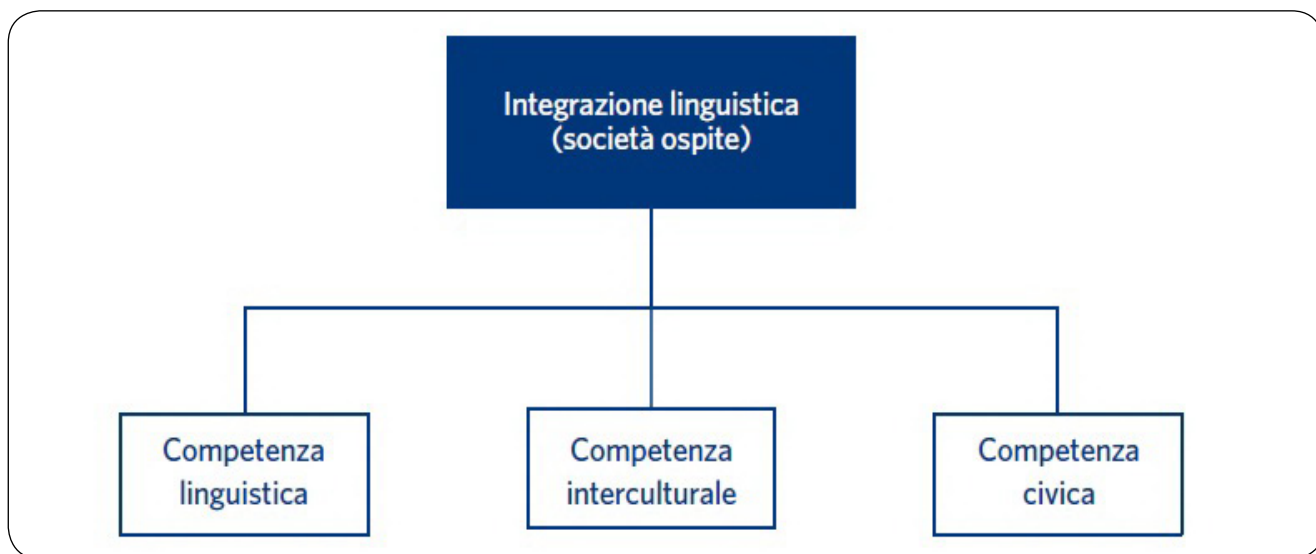 Integrazione linguistica
(società ospite)
Competenza
linguistica
Competenza
interculturale
Competenza
civica